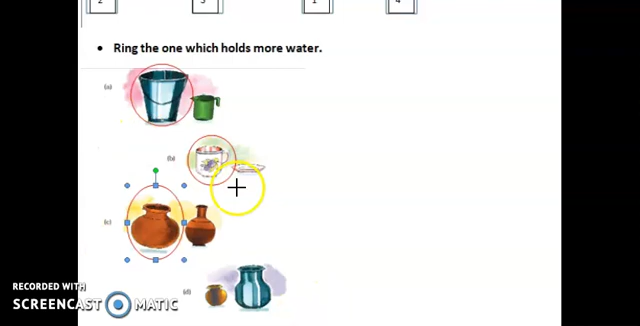 2 3 1 4
• Ring the one which holds more water.
(a)
(b)
(c)
(d)
RECORDED WITH
SCREENCAST MATIC